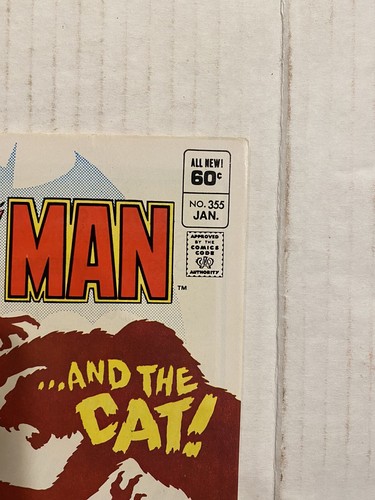 ALL NEW!
60¢
NO. 355
JAN.
APPROVED
BY THE
COMICS
CODE
AUTHORITY
MAN
™
...AND THE
CAT!